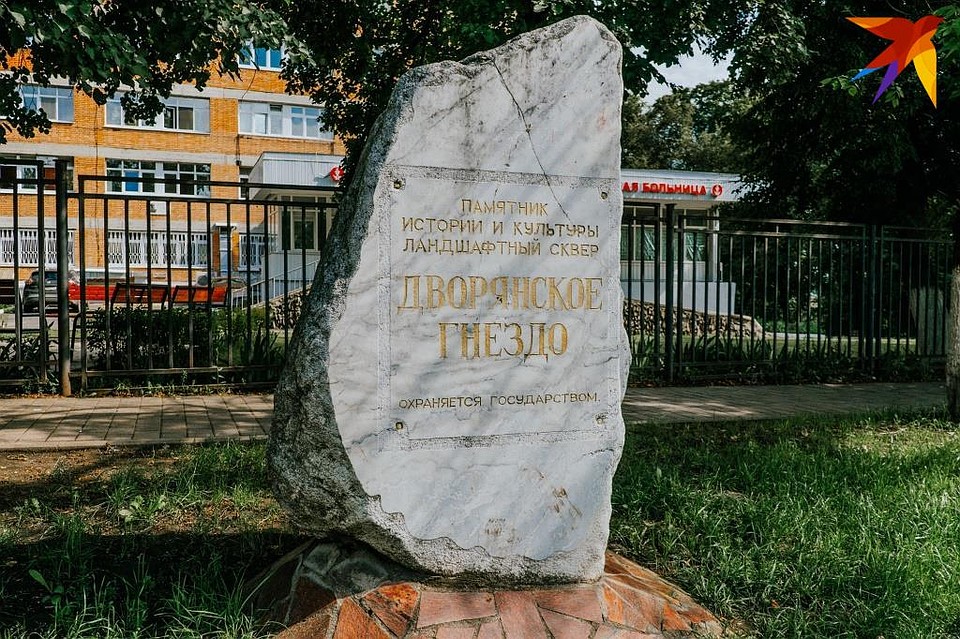 ПАМЯТНИК
ИСТОРИИ И КУЛЬТУРЫ
ЛАНДШАФТНЫЙ СКВЕР
ДВОРЯНСКОЕ
ГНЕЗДО
ОХРАНЯЕТСЯ ГОСУДАРСТВОМ.
АЯ БОЛЬНИЦА